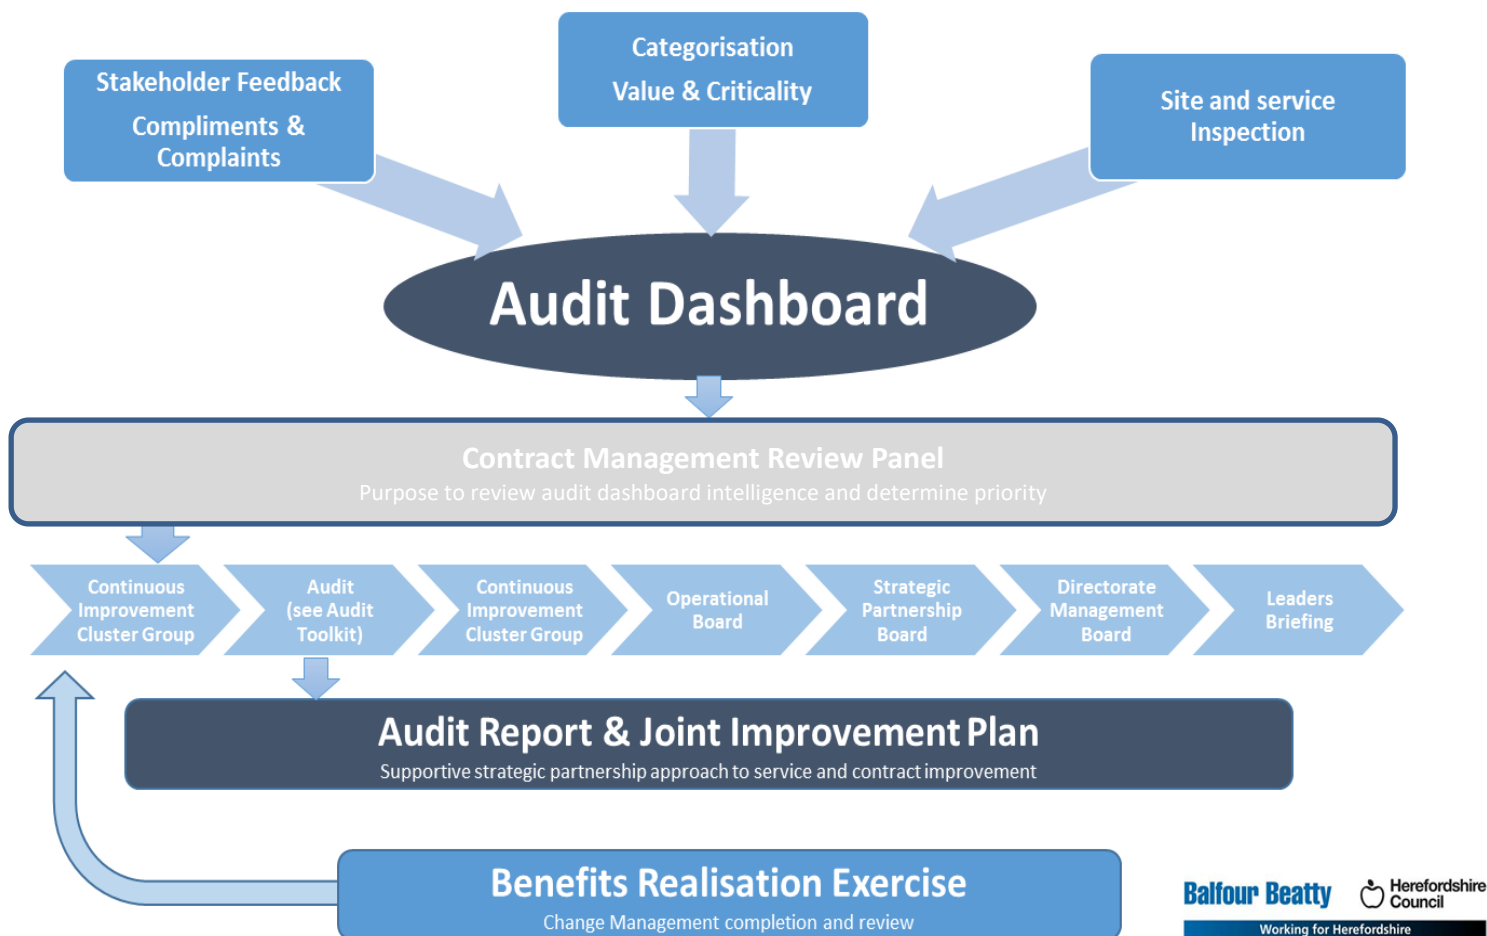 Categorisation
Value & Criticality
Stakeholder Feedback
Compliments &
Complaints
Site and service
Inspection
Audit Dashboard
Contract Management Review Panel
Purpose to review audit dashboard intelligence and determine priority
Continuous
Improvement
Cluster Group
Audit
(see Audit
Toolkit)
Continuous
Improvement
Cluster Group
Operational
Board
Strategic
Partnership
Board
Directorate
Management
Board
Leaders
Briefing
Audit Report & Joint Improvement Plan
Supportive strategic partnership approach to service and contract improvement
Benefits Realisation Exercise
Change Management completion and review
Balfour Beatty
Herefordshire
Council
Working for Herefordshire